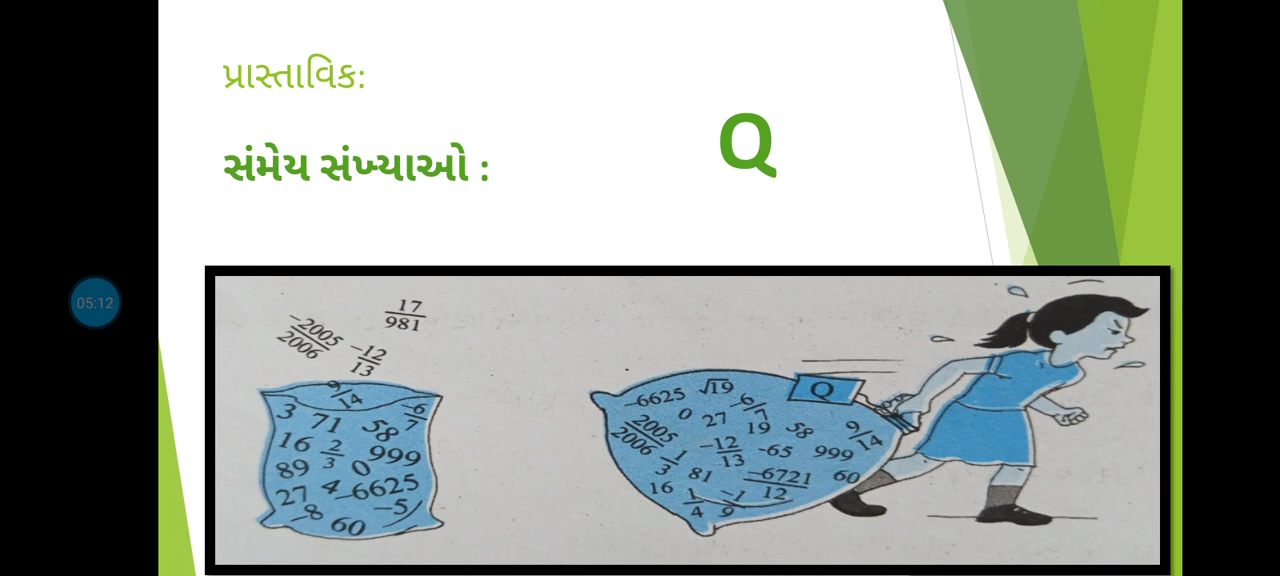 પ્રાસ્તાવિક:
સંમેય સંખ્યાઓ :
Q
05:12
17/981
-2005/2006
-12/13
9/14
3 71 58 -6/7
16 2/3 0 999
89
27 4 -6625
-8 60 -5
Q
-6625 √19 -6/7
0 27 19 58 9/14
2005/2006 -12/13 -65 999
1/3 81 -6721/12 60
16 1/4 -1/9